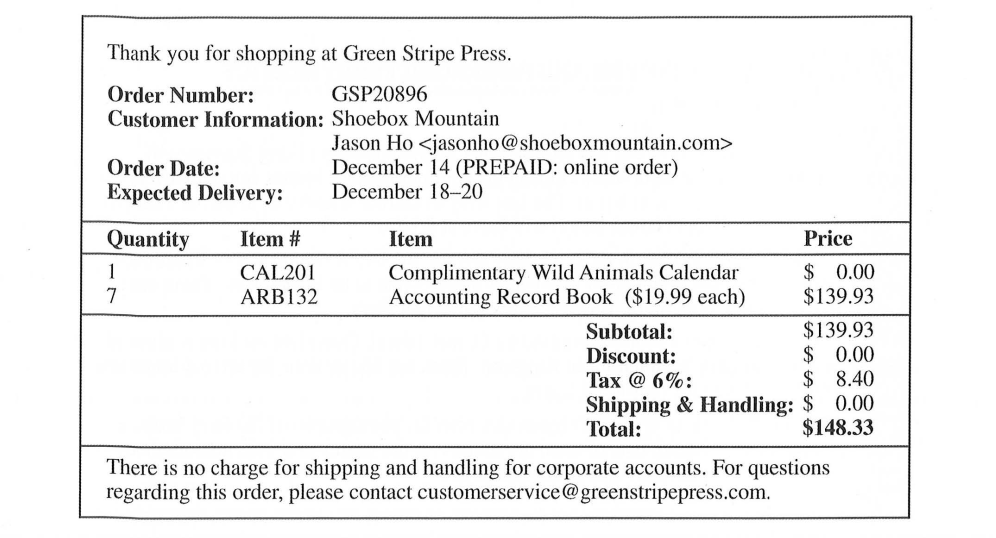 Thank you for shopping at Green Stripe Press.
Order Number: GSP20896
Customer Information: Shoebox Mountain
Jason Ho <jasonho@shoeboxmountain.com>
Order Date: December 14 (PREPAID: online order)
Expected Delivery: December 18–20
Quantity Item # Item Price
1 CAL201 Complimentary Wild Animals Calendar $ 0.00
7 ARB132 Accounting Record Book ($19.99 each) $139.93
Subtotal: $139.93
Discount: $ 0.00
Tax @ 6%: $ 8.40
Shipping & Handling: $ 0.00
Total: $148.33
There is no charge for shipping and handling for corporate accounts. For questions
regarding this order, please contact customerservice@greenstripepress.com.